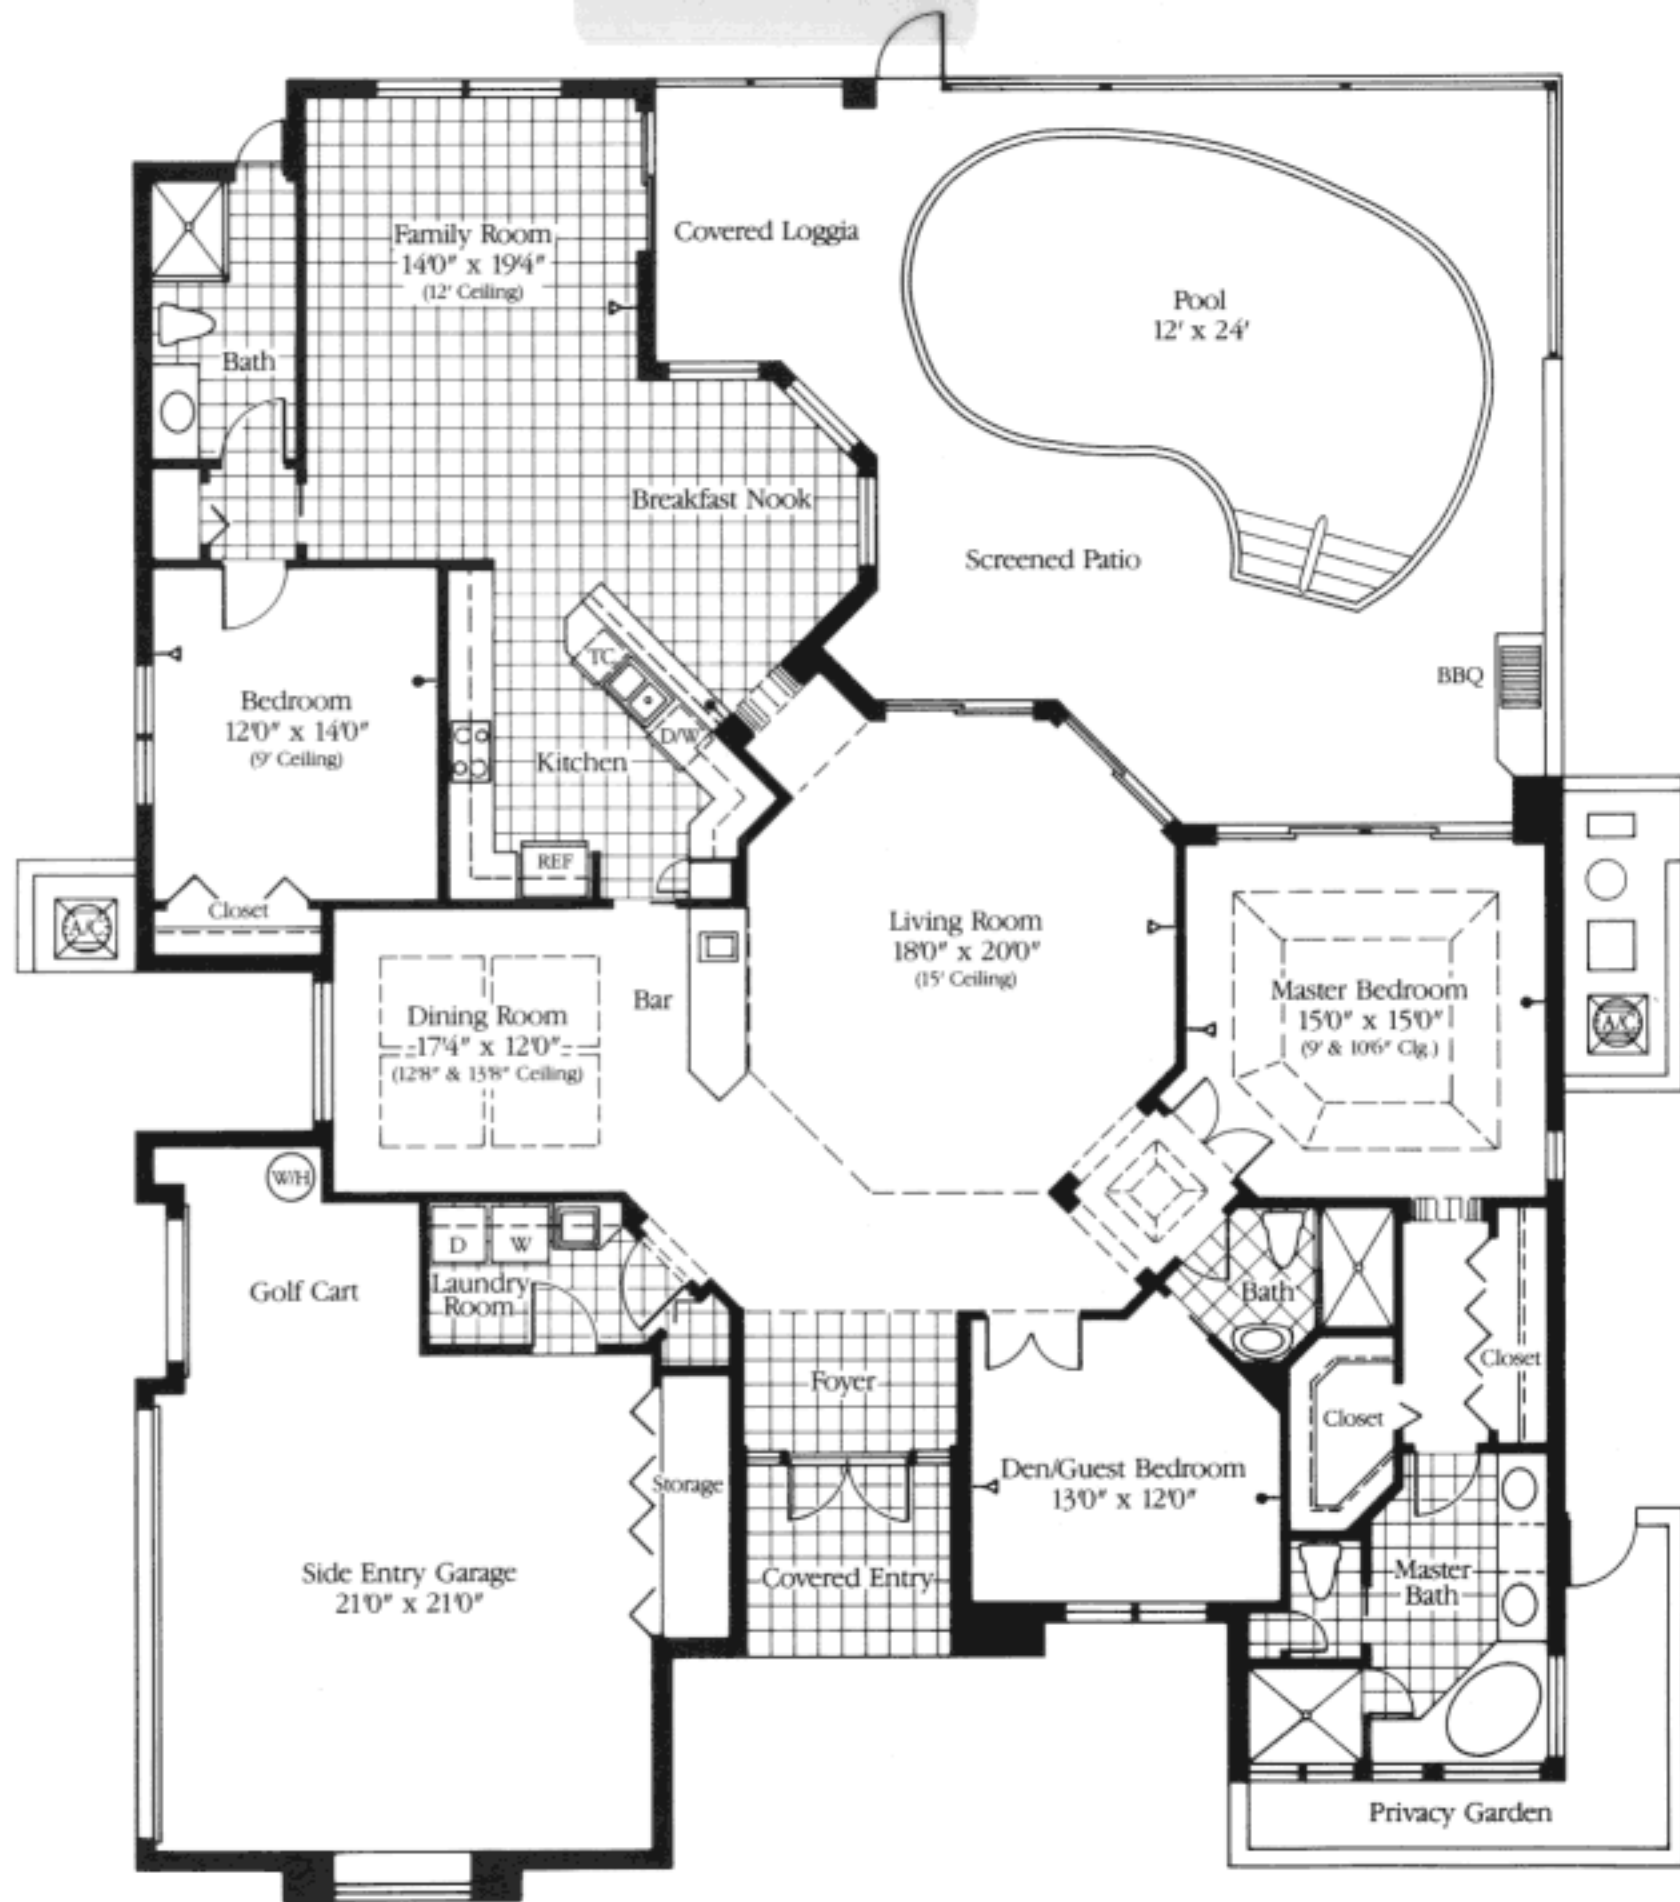 Family Room
14'0" x 19'4"
(12' Ceiling)
Covered Loggia
Pool
12' x 24'
Bath
Breakfast Nook
Screened Patio
TC
BBQ
Bedroom
12'0" x 14'0"
(9' Ceiling)
D/W
Kitchen
REF
Closet
A/C
Living Room
18'0" x 20'0"
(15' Ceiling)
Bar
Dining Room
17'4" x 12'0"
(12'8" & 13'8" Ceiling)
Master Bedroom
15'0" x 15'0"
(9' & 10'6" Clg.)
A/C
W/H
D
W
Laundry
Room
Golf Cart
Bath
Foyer
Closet
Closet
Storage
Den/Guest Bedroom
13'0" x 12'0"
Side Entry Garage
21'0" x 21'0"
Covered Entry
Master
Bath
Privacy Garden